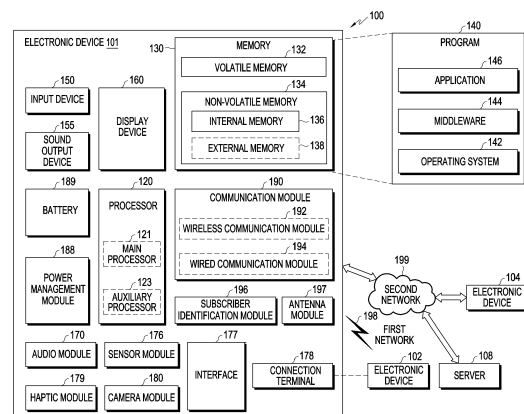 100
ELECTRONIC DEVICE 101
150
INPUT DEVICE
155
SOUND
OUTPUT
DEVICE
160
DISPLAY
DEVICE
130
MEMORY
132
VOLATILE MEMORY
134
NON-VOLATILE MEMORY
INTERNAL MEMORY
136
EXTERNAL MEMORY
138
140
PROGRAM
146
APPLICATION
144
MIDDLEWARE
142
OPERATING SYSTEM
189
BATTERY
188
POWER
MANAGEMENT
MODULE
120
PROCESSOR
121
MAIN
PROCESSOR
123
AUXILIARY
PROCESSOR
190
COMMUNICATION MODULE
192
WIRELESS COMMUNICATION MODULE
194
WIRED COMMUNICATION MODULE
196
SUBSCRIBER
IDENTIFICATION MODULE
197
ANTENNA
MODULE
199
SECOND
NETWORK
104
ELECTRONIC
DEVICE
198
FIRST
NETWORK
170
AUDIO MODULE
176
SENSOR MODULE
177
INTERFACE
178
CONNECTION
TERMINAL
102
ELECTRONIC
DEVICE
108
SERVER
179
HAPTIC MODULE
180
CAMERA MODULE